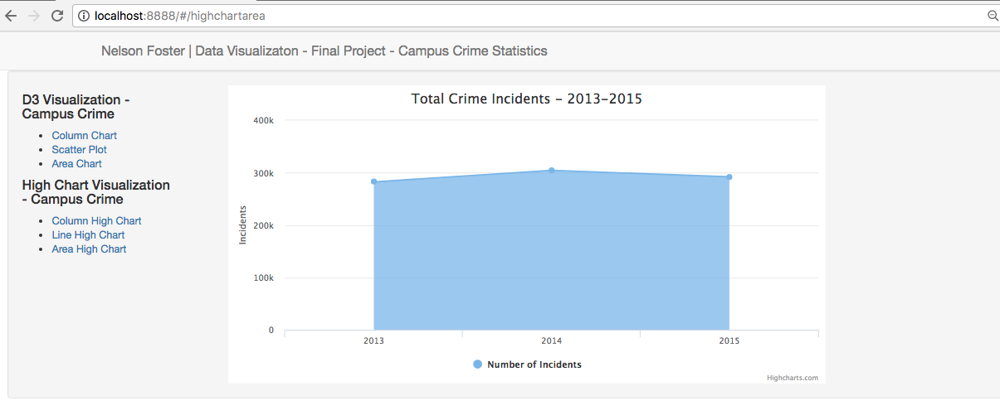 localhost:8888/#/highchartarea
Nelson Foster | Data Visualizaton - Final Project - Campus Crime Statistics
D3 Visualization -
Campus Crime
Column Chart
Scatter Plot
Area Chart
High Chart Visualization
- Campus Crime
Column High Chart
Line High Chart
Area High Chart
Total Crime Incidents - 2013-2015
400k
300k
200k
100k
0
Incidents
2013 2014 2015
Number of Incidents
Highcharts.com